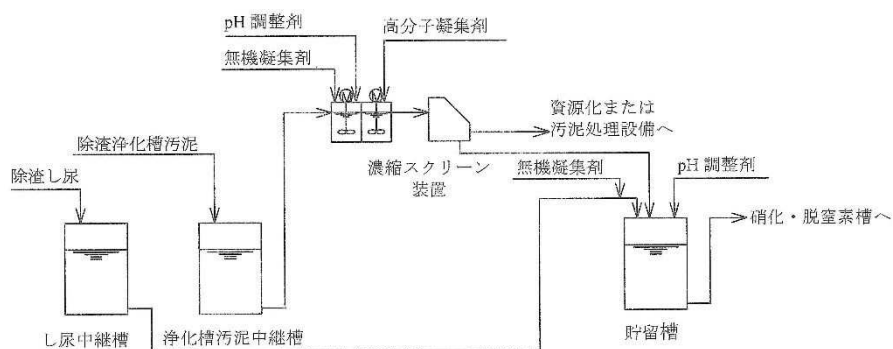 pH 調整剤
高分子凝集剤
無機凝集剤
除渣浄化槽汚泥
除渣し尿
資源化または
汚泥処理設備へ
濃縮スクリーン
装置
無機凝集剤
pH 調整剤
硝化・脱窒素槽へ
し尿中継槽
浄化槽汚泥中継槽
貯留槽